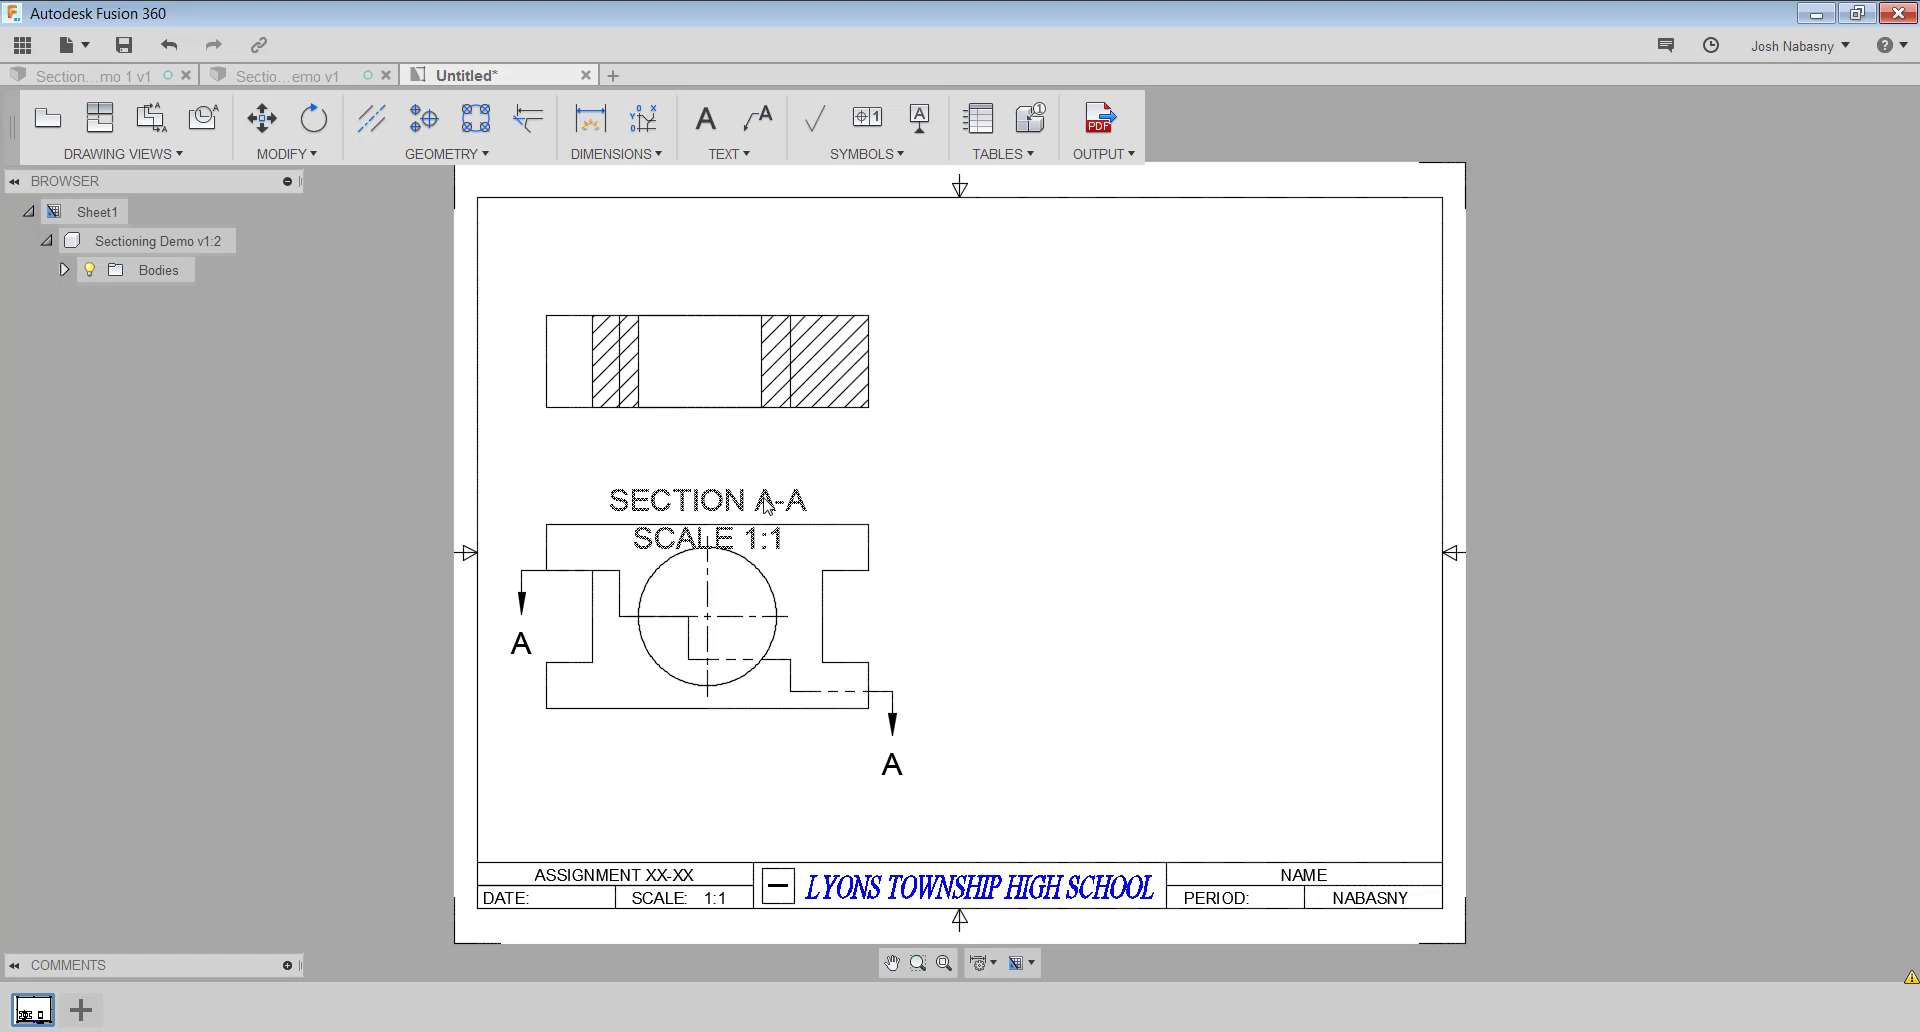 Autodesk Fusion 360
Josh Nabasny
Section...mo 1 v1
Sectio...emo v1
Untitled*
DRAWING VIEWS
MODIFY
GEOMETRY
DIMENSIONS
TEXT
SYMBOLS
TABLES
OUTPUT
BROWSER
Sheet1
Sectioning Demo v1:2
Bodies
SECTION A-A
SCALE 1:1
A
A
ASSIGNMENT XX-XX
DATE:
SCALE: 1:1
LYONS TOWNSHIP HIGH SCHOOL
NAME
PERIOD:
NABASNY
COMMENTS